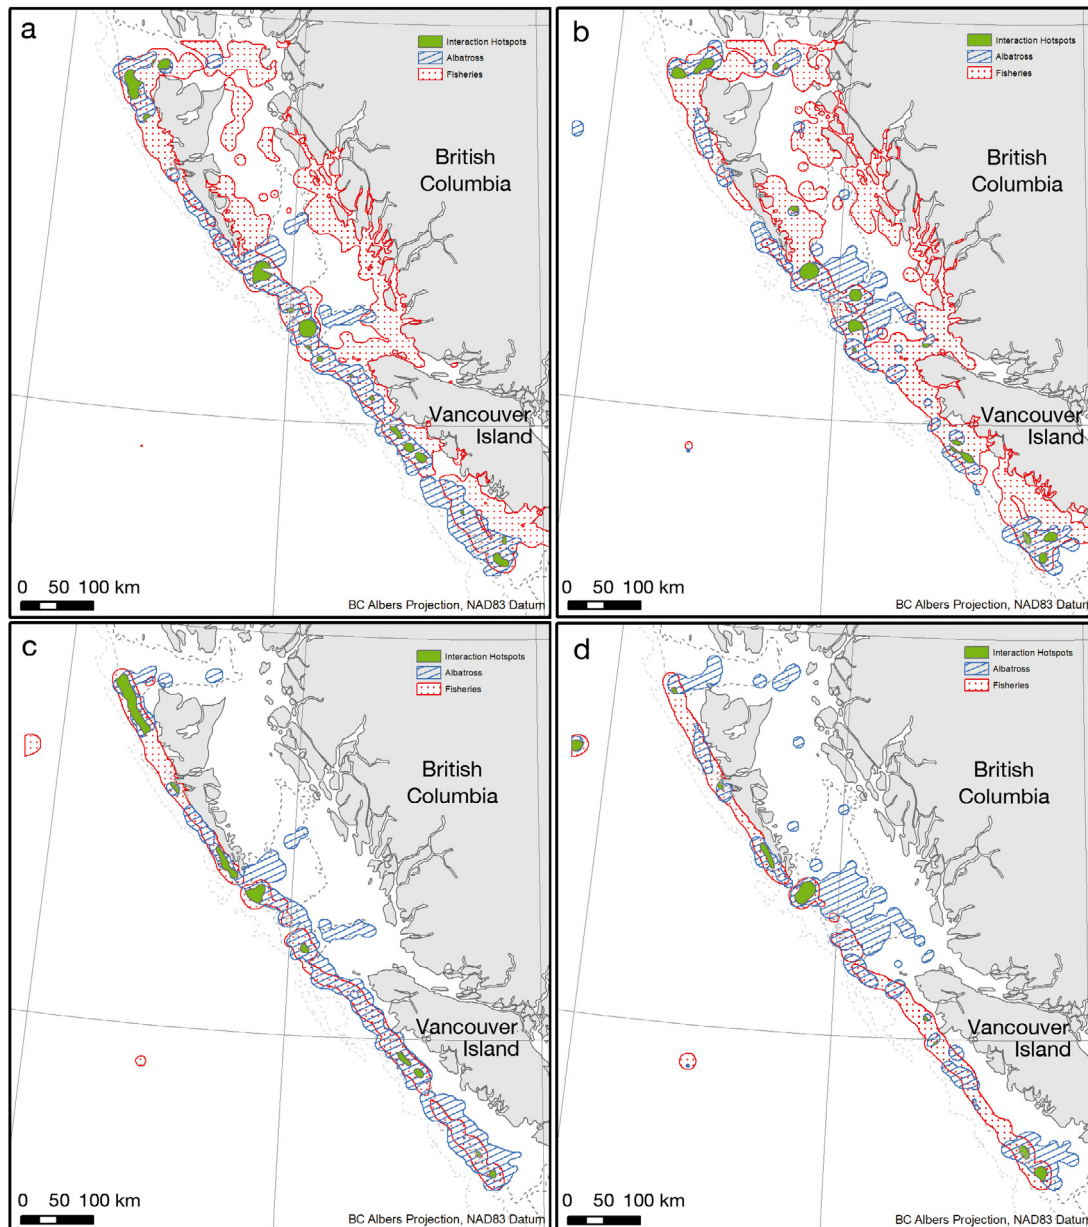 a
Interaction Hotspots
Albatross
Fisheries
British
Columbia
Vancouver
Island
0 50 100 km
BC Albers Projection, NAD83 Datum
b
Interaction Hotspots
Albatross
Fisheries
British
Columbia
Vancouver
Island
0 50 100 km
BC Albers Projection, NAD83 Datum
c
Interaction Hotspots
Albatross
Fisheries
British
Columbia
Vancouver
Island
0 50 100 km
BC Albers Projection, NAD83 Datum
d
Interaction Hotspots
Albatross
Fisheries
British
Columbia
Vancouver
Island
0 50 100 km
BC Albers Projection, NAD83 Datum